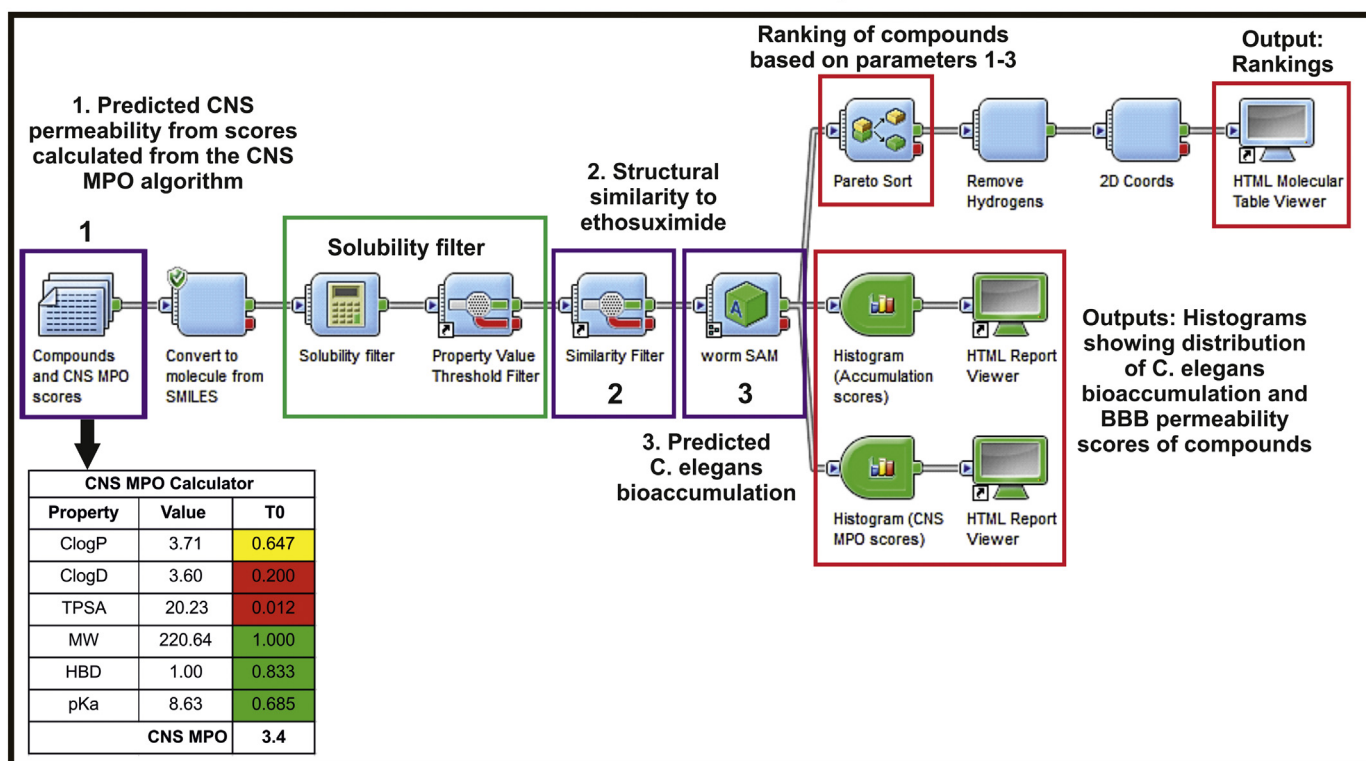 Ranking of compounds
based on parameters 1-3
Output:
Rankings
1. Predicted CNS
permeability from scores
calculated from the CNS
MPO algorithm
1
2. Structural
similarity to
ethosuximide
Pareto Sort
Remove
Hydrogens
2D Coords
HTML Molecular
Table Viewer
Solubility filter
A
Compounds
and CNS MPO
scores
Convert to
molecule from
SMILES
Solubility filter
Property Value
Threshold Filter
Similarity Filter
2
worm SAM
3
Histogram
(Accumulation
scores)
HTML Report
Viewer
Outputs: Histograms
showing distribution
of C. elegans
bioaccumulation and
BBB permeability
scores of compounds
3. Predicted
C. elegans
bioaccumulation
Histogram (CNS
MPO scores)
HTML Report
Viewer
CNS MPO Calculator
Property Value T0
ClogP 3.71 0.647
ClogD 3.60 0.200
TPSA 20.23 0.012
MW 220.64 1.000
HBD 1.00 0.833
pKa 8.63 0.685
CNS MPO 3.4